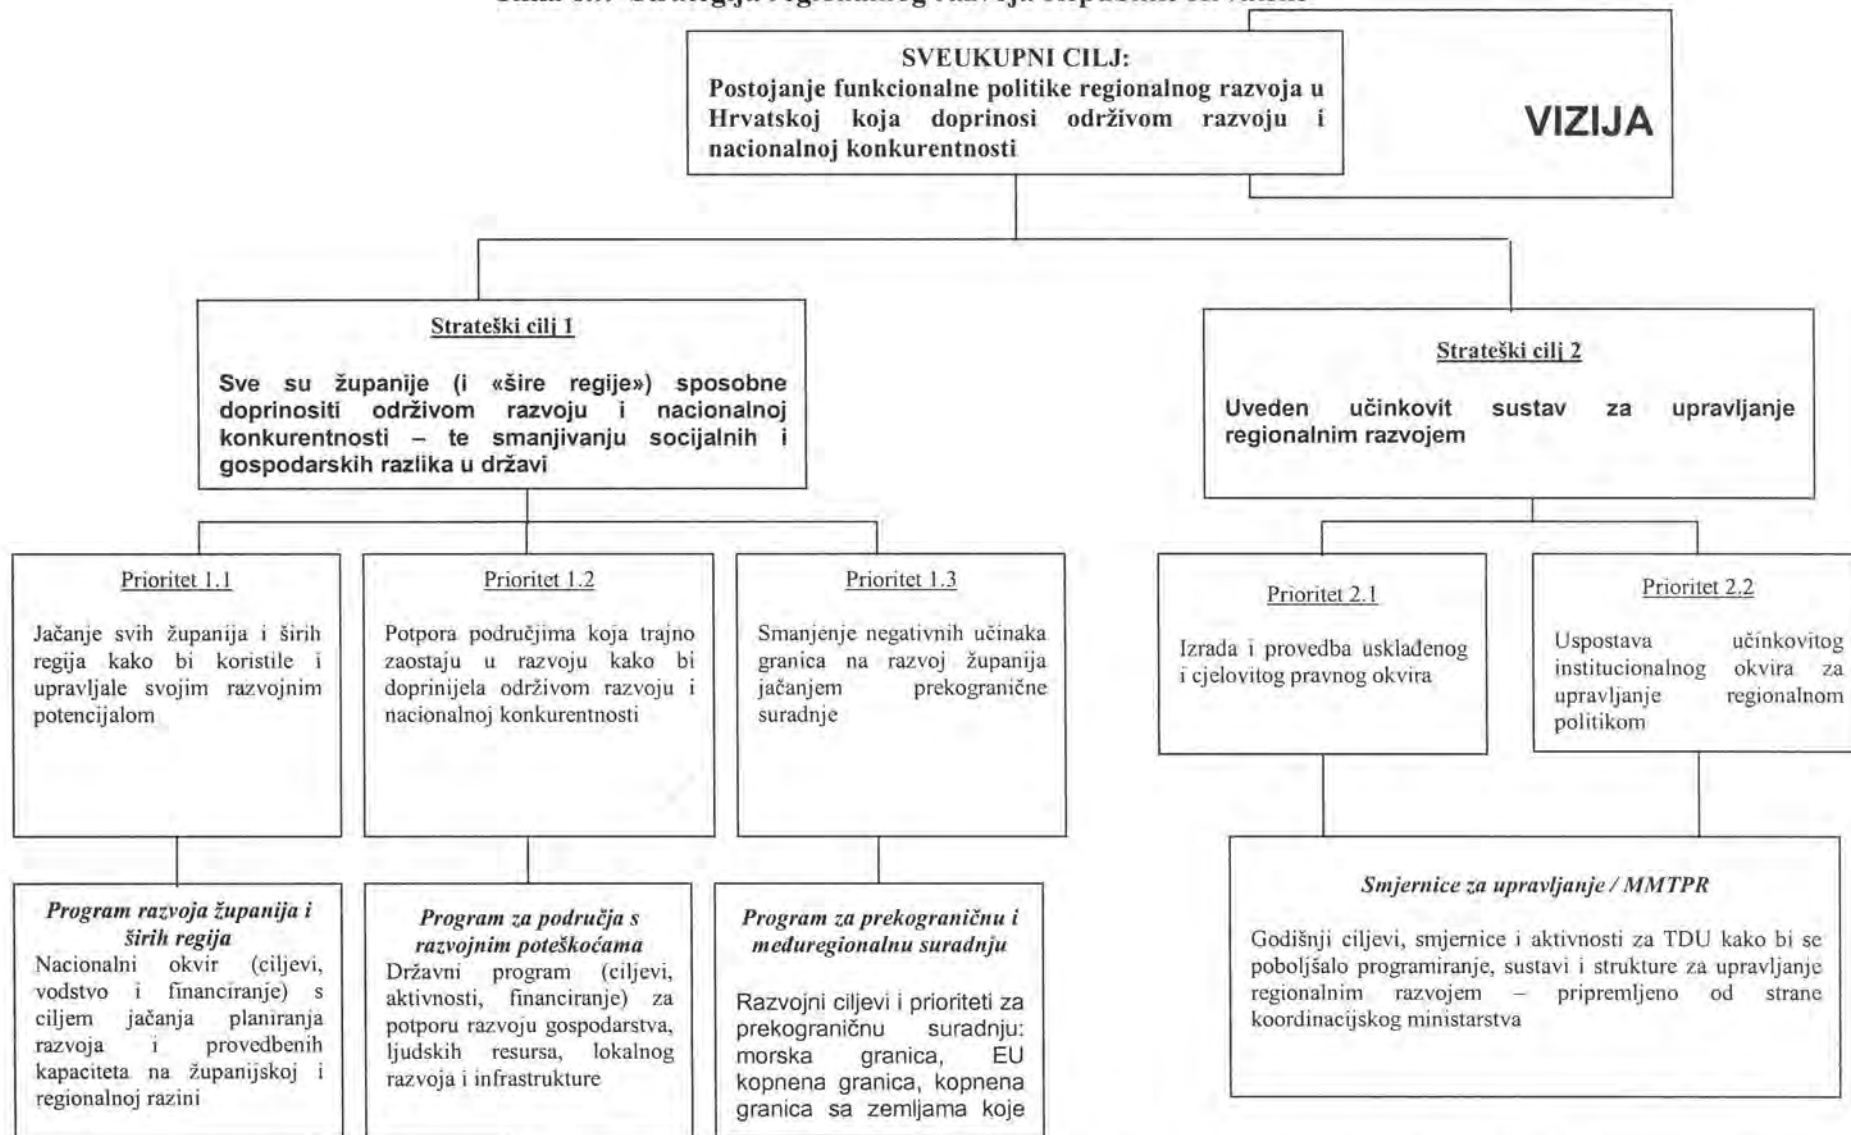 SVEUKUPNI CILJ:
Postojanje funkcionalne politike regionalnog razvoja u
Hrvatskoj koja doprinosi održivom razvoju i
nacionalnoj konkurentnosti
VIZIJA
Strateški cilj 1
Sve su županije (i «šire regije») sposobne
doprinositi održivom razvoju i nacionalnoj
konkurentnosti – te smanjivanju socijalnih i
gospodarskih razlika u državi
Strateški cilj 2
Uveden učinkovit sustav za upravljanje
regionalnim razvojem
Prioritet 1.1
Jačanje svih županija i širih
regija kako bi koristile i
upravljale svojim razvojnim
potencijalom
Prioritet 1.2
Potpora područjima koja trajno
zaostaju u razvoju kako bi
doprinijela održivom razvoju i
nacionalnoj konkurentnosti
Prioritet 1.3
Smanjenje negativnih učinaka
granica na razvoj županija
jačanjem prekogranične
suradnje
Prioritet 2.1
Izrada i provedba usklađenog
i cjelovitog pravnog okvira
Prioritet 2.2
Uspostava učinkovitog
institucionalnog okvira za
upravljanje regionalnom
politikom
Program razvoja županija i
širih regija
Nacionalni okvir (ciljevi,
vodstvo i financiranje) s
ciljem jačanja planiranja
razvoja i provedbenih
kapaciteta na županijskoj i
regionalnoj razini
Program za područja s
razvojnim poteškoćama
Državni program (ciljevi,
aktivnosti, financiranje) za
potporu razvoju gospodarstva,
ljudskih resursa, lokalnog
razvoja i infrastrukture
Program za prekograničnu i
međuregionalnu suradnju
Razvojni ciljevi i prioriteti za
prekograničnu suradnju:
morska granica, EU
kopnena granica, kopnena
granica sa zemljama koje
Smjernice za upravljanje / MMTPR
Godišnji ciljevi, smjernice i aktivnosti za TDU kako bi se
poboljšalo programiranje, sustavi i strukture za upravljanje
regionalnim razvojem – pripremljeno od strane
koordinacijskog ministarstva